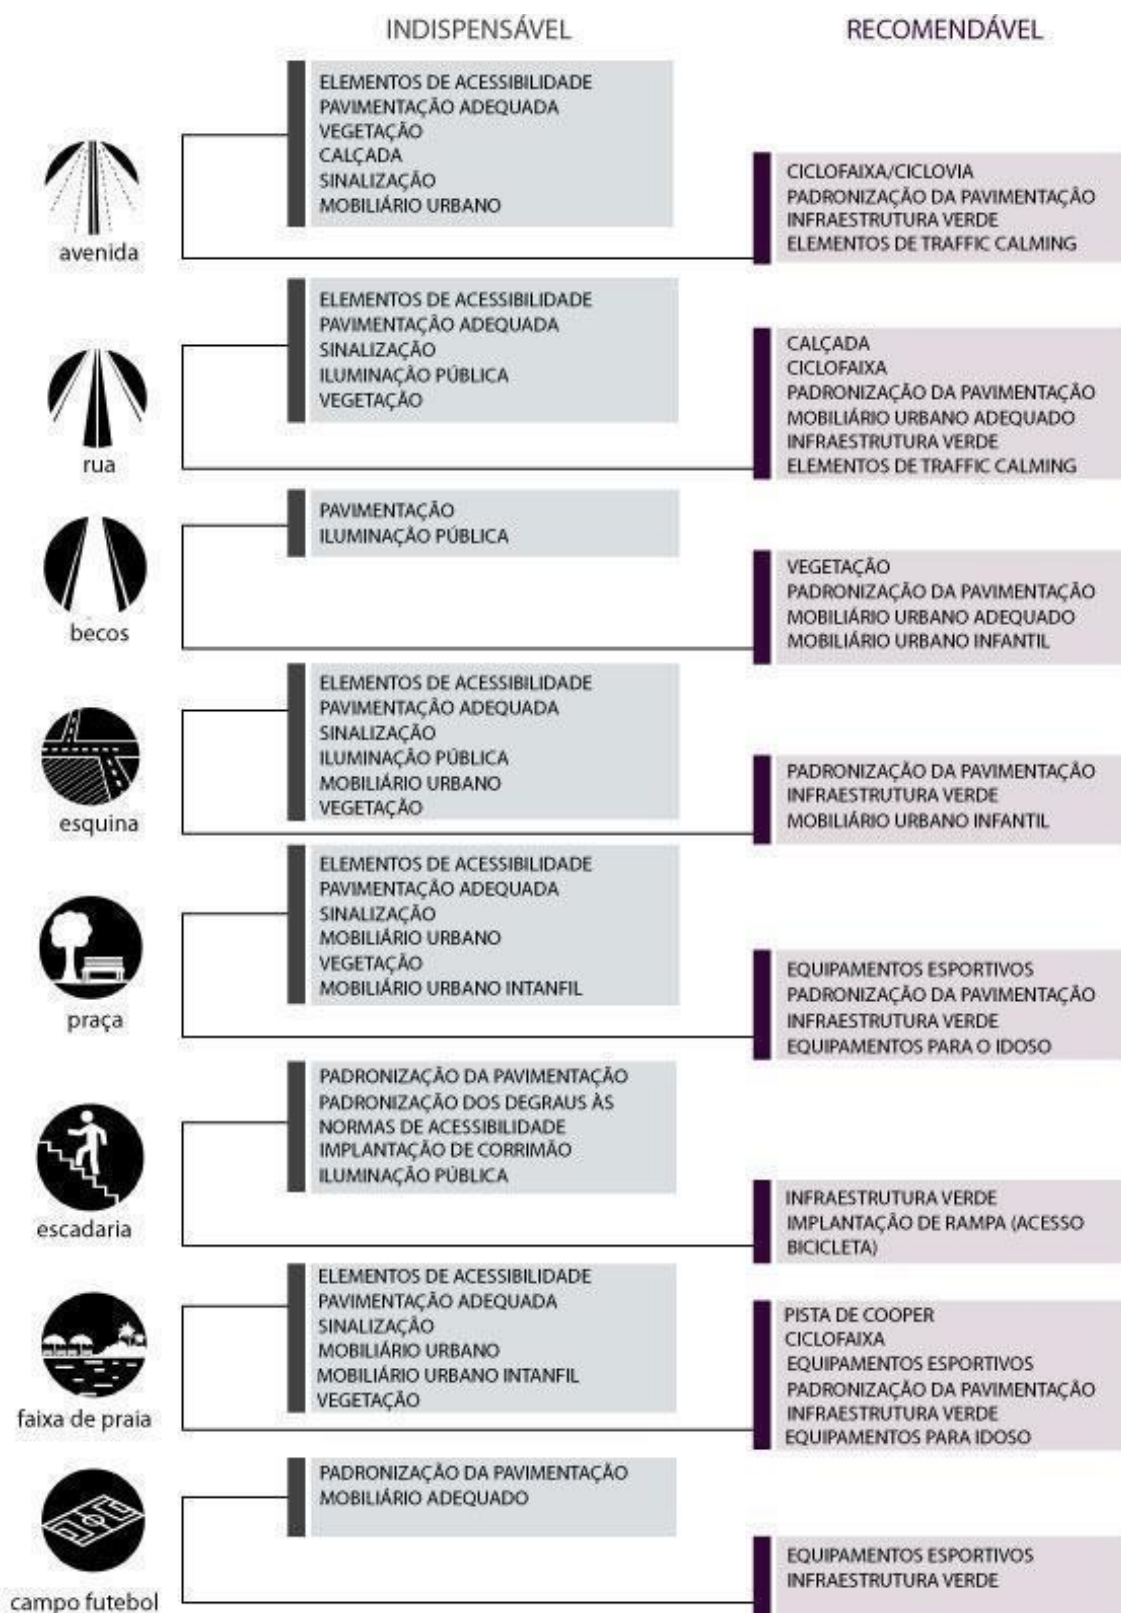 INDISPENSÁVEL
RECOMENDÁVEL
avenida
ELEMENTOS DE ACESSIBILIDADE
PAVIMENTAÇÃO ADEQUADA
VEGETAÇÃO
CALÇADA
SINALIZAÇÃO
MOBILIÁRIO URBANO
CICLOFAIXA/CICLOVIA
PADRONIZAÇÃO DA PAVIMENTAÇÃO
INFRAESTRUTURA VERDE
ELEMENTOS DE TRAFFIC CALMING
rua
ELEMENTOS DE ACESSIBILIDADE
PAVIMENTAÇÃO ADEQUADA
SINALIZAÇÃO
ILUMINAÇÃO PÚBLICA
VEGETAÇÃO
CALÇADA
CICLOFAIXA
PADRONIZAÇÃO DA PAVIMENTAÇÃO
MOBILIÁRIO URBANO ADEQUADO
INFRAESTRUTURA VERDE
ELEMENTOS DE TRAFFIC CALMING
becos
PAVIMENTAÇÃO
ILUMINAÇÃO PÚBLICA
VEGETAÇÃO
PADRONIZAÇÃO DA PAVIMENTAÇÃO
MOBILIÁRIO URBANO ADEQUADO
MOBILIÁRIO URBANO INFANTIL
esquina
ELEMENTOS DE ACESSIBILIDADE
PAVIMENTAÇÃO ADEQUADA
SINALIZAÇÃO
ILUMINAÇÃO PÚBLICA
MOBILIÁRIO URBANO
VEGETAÇÃO
PADRONIZAÇÃO DA PAVIMENTAÇÃO
INFRAESTRUTURA VERDE
MOBILIÁRIO URBANO INFANTIL
praça
ELEMENTOS DE ACESSIBILIDADE
PAVIMENTAÇÃO ADEQUADA
SINALIZAÇÃO
MOBILIÁRIO URBANO
VEGETAÇÃO
MOBILIÁRIO URBANO INTANFIL
EQUIPAMENTOS ESPORTIVOS
PADRONIZAÇÃO DA PAVIMENTAÇÃO
INFRAESTRUTURA VERDE
EQUIPAMENTOS PARA O IDOSO
escadaria
PADRONIZAÇÃO DA PAVIMENTAÇÃO
PADRONIZAÇÃO DOS DEGRAUS ÀS
NORMAS DE ACESSIBILIDADE
IMPLANTAÇÃO DE CORRIMÃO
ILUMINAÇÃO PÚBLICA
INFRAESTRUTURA VERDE
IMPLANTAÇÃO DE RAMPA (ACESSO
BICICLETA)
faixa de praia
ELEMENTOS DE ACESSIBILIDADE
PAVIMENTAÇÃO ADEQUADA
SINALIZAÇÃO
MOBILIÁRIO URBANO
MOBILIÁRIO URBANO INTANFIL
VEGETAÇÃO
PISTA DE COOPER
CICLOFAIXA
EQUIPAMENTOS ESPORTIVOS
PADRONIZAÇÃO DA PAVIMENTAÇÃO
INFRAESTRUTURA VERDE
EQUIPAMENTOS PARA IDOSO
campo futebol
PADRONIZAÇÃO DA PAVIMENTAÇÃO
MOBILIÁRIO ADEQUADO
EQUIPAMENTOS ESPORTIVOS
INFRAESTRUTURA VERDE